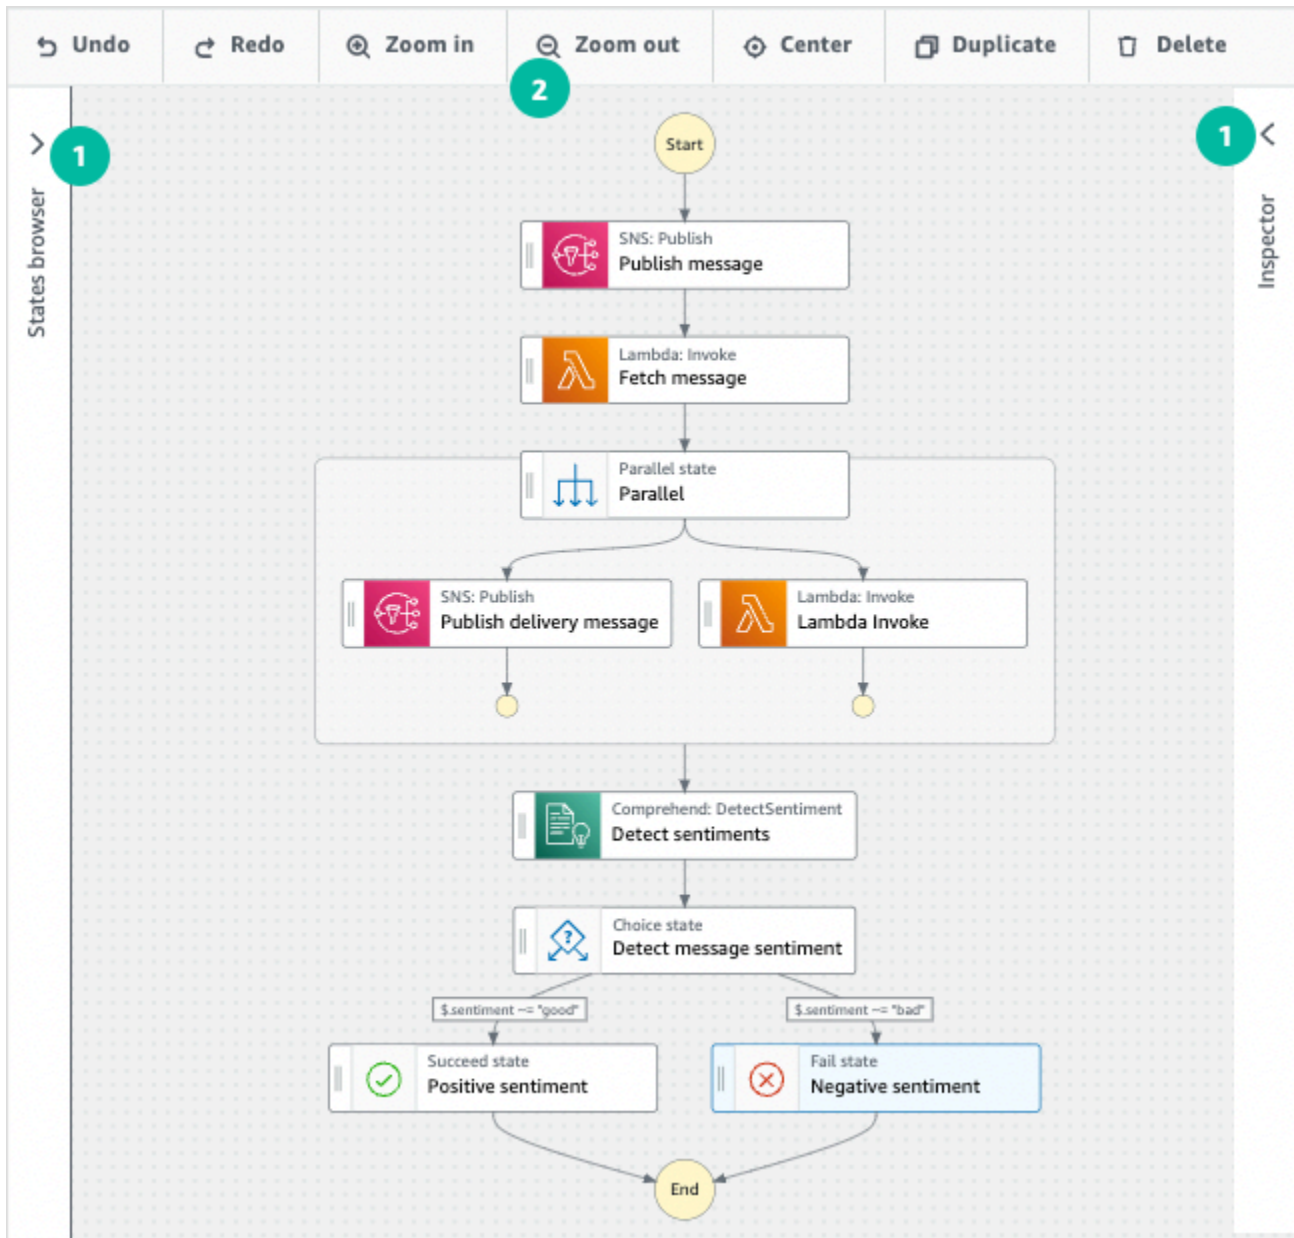 Undo Redo Zoom in Zoom out Center Duplicate Delete
2
1
1
States browser
Inspector
Start
SNS: Publish
Publish message
Lambda: Invoke
Fetch message
Parallel state
Parallel
SNS: Publish
Publish delivery message
Lambda: Invoke
Lambda Invoke
Comprehend: DetectSentiment
Detect sentiments
Choice state
?
Detect message sentiment
$.sentiment ~= "good"
$.sentiment ~= "bad"
Succeed state
Positive sentiment
Fail state
Negative sentiment
End